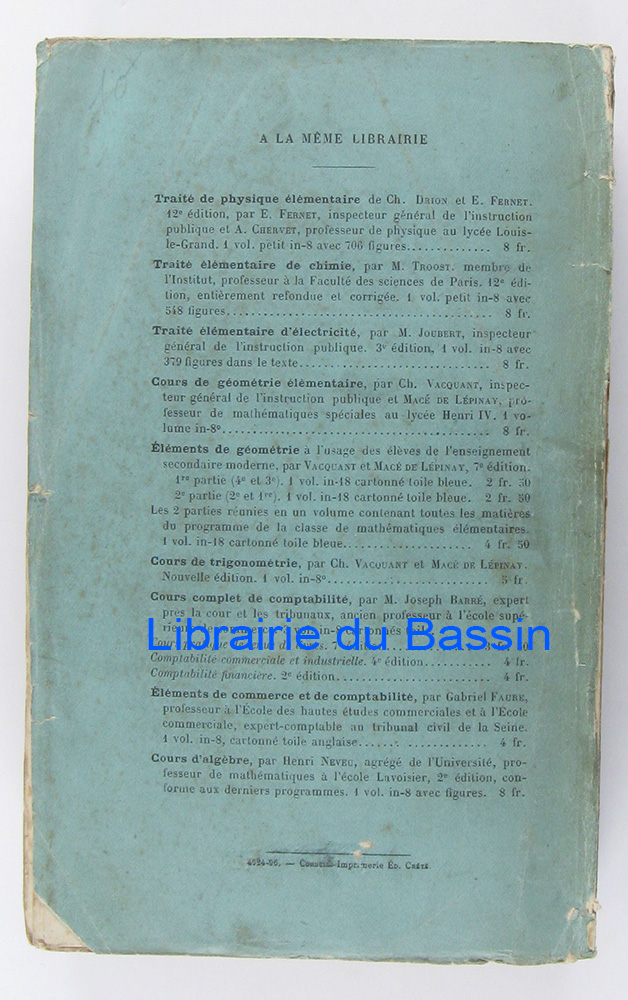 A LA MÊME LIBRAIRIE
Traité de physique élémentaire de Ch. DRION et E. FERNET.
12e édition, par E. FERNET, inspecteur général de l'instruction
publique et A. CHERVET, professeur de physique au lycée Louis-
le-Grand. 1 vol. petit in-8 avec 706 figures............. 8 fr.
Traité élémentaire de chimie, par M. TROOST, membre de
l'Institut, professeur à la Faculté des sciences de Paris. 12e édi-
tion, entièrement refondue et corrigée. 1 vol. petit in-8 avec
548 figures............................................. 8 fr.
Traité élémentaire d'électricité, par M. JOUBERT, inspecteur
général de l'instruction publique. 3e édition, 1 vol. in-8 avec
379 figures dans le texte............................... 8 fr.
Cours de géométrie élémentaire, par Ch. VACQUANT, inspec-
teur général de l'instruction publique et MACÉ DE LÉPINAY, pro-
fesseur de mathématiques spéciales au lycée Henri IV. 1 vo-
lume in-8o............................................. 8 fr.
Éléments de géométrie à l'usage des élèves de l'enseignement
secondaire moderne, par VACQUANT et MACÉ DE LÉPINAY, 7e édition.
1re partie (4e et 3e). 1 vol. in-18 cartonné toile bleue. 2 fr. 50
2e partie (2e et 1re). 1 vol. in-18 cartonné toile bleue. 2 fr. 50
Les 2 parties réunies en un volume contenant toutes les matières
du programme de la classe de mathématiques élémentaires.
1 vol. in-18 cartonné toile bleue.................... 4 fr. 50
Cours de trigonométrie, par Ch. VACQUANT et MACÉ DE LÉPINAY.
Nouvelle édition. 1 vol. in-8o........................... 5 fr.
Cours complet de comptabilité, par M. Joseph BARRÉ, expert
près la cour et les tribunaux, ancien professeur à l'école supé-
Librairie du Bassin
Comptabilité commerciale et industrielle. 4e édition.......... 4 fr.
Comptabilité financière. 2e édition........................ 4 fr.
Éléments de commerce et de comptabilité, par Gabriel FAURE,
professeur à l'École des hautes études commerciales et à l'École
commerciale, expert-comptable au tribunal civil de la Seine.
1 vol. in-8, cartonné toile anglaise..................... 4 fr.
Cours d'algèbre, par Henri NEVEU, agrégé de l'Université, pro-
fesseur de mathématiques à l'école Lavoisier, 2e édition, con-
forme aux derniers programmes. 1 vol. in-8 avec figures. 8 fr.
Imprimerie ÉD. CRÉTÉ